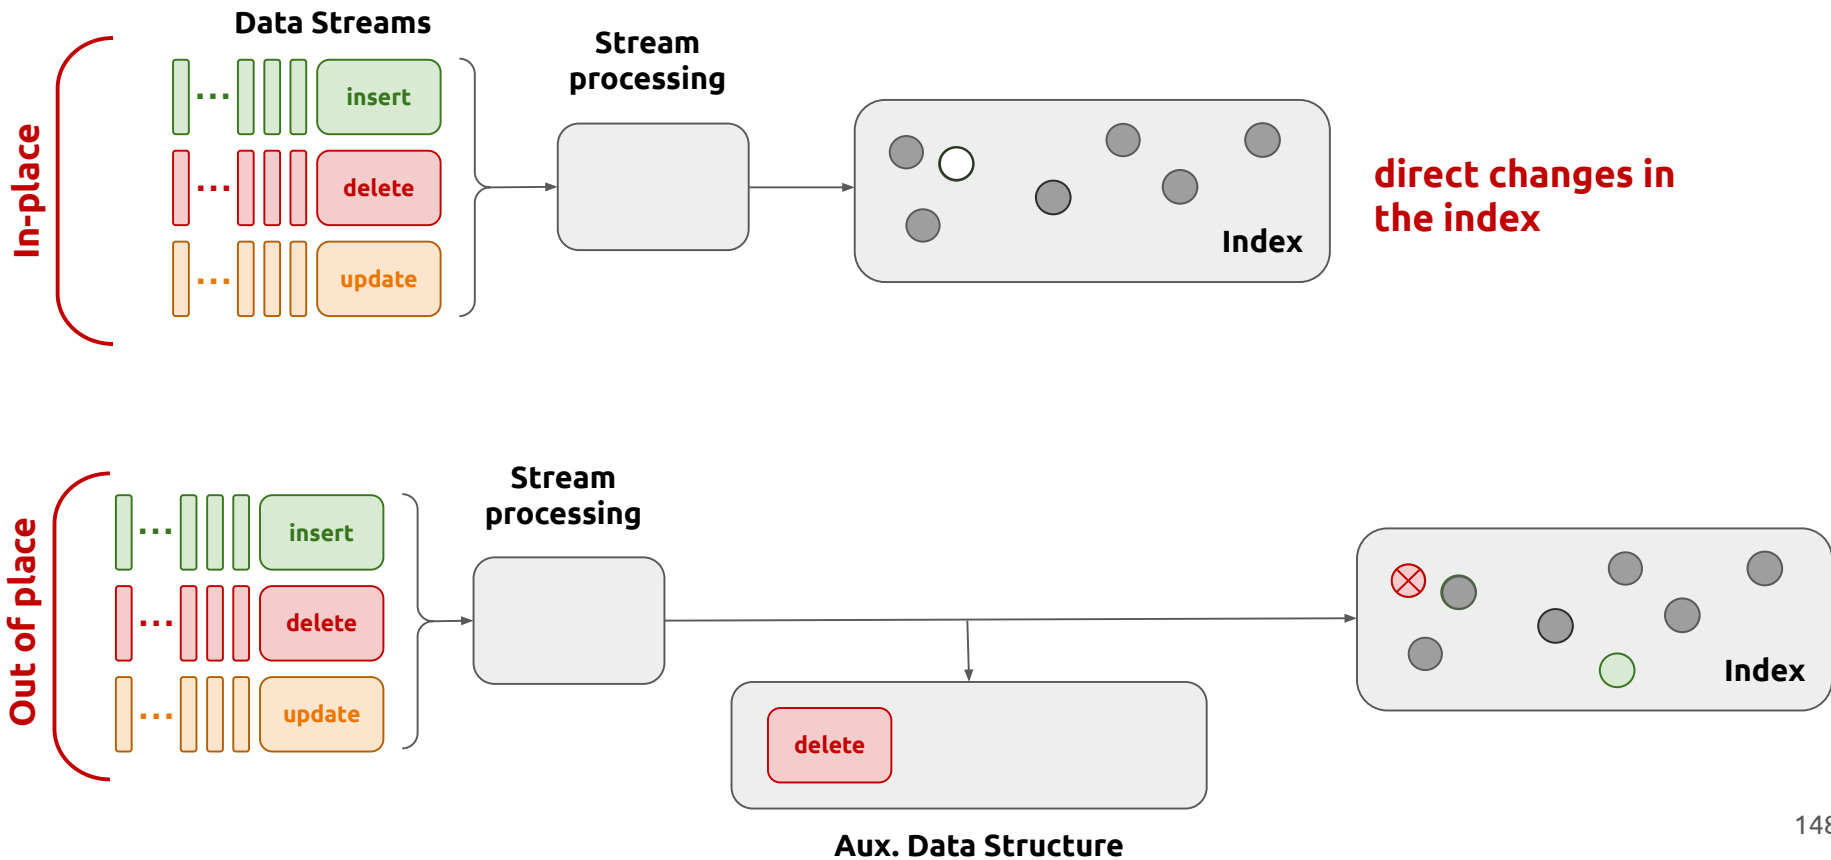 Data Streams
In-place
insert
delete
update
Stream
processing
Index
direct changes in
the index
Out of place
insert
delete
update
Stream
processing
delete
Aux. Data Structure
Index
148